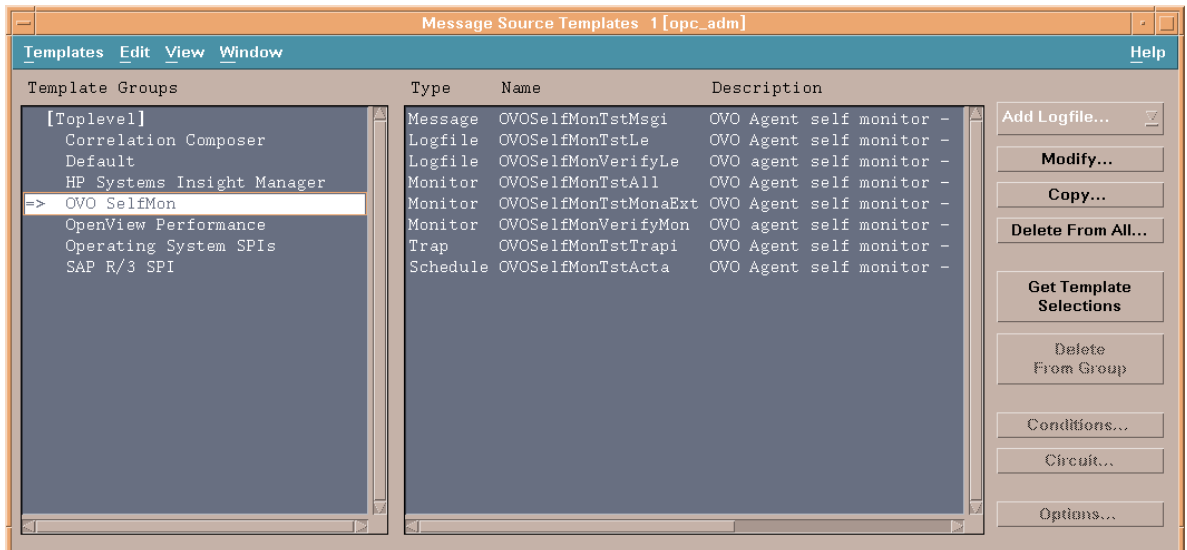 Message Source Templates 1 [opc_adm]
Templates Edit View Window Help
Template Groups
[Toplevel]
Correlation Composer
Default
HP Systems Insight Manager
=> OVO SelfMon
OpenView Performance
Operating System SPIs
SAP R/3 SPI
Type Name Description
Message OVOSelfMonTstMsgi OVO Agent self monitor -
Logfile OVOSelfMonTstLe OVO Agent self monitor -
Logfile OVOSelfMonVerifyLe OVO agent self monitor -
Monitor OVOSelfMonTstAll OVO Agent self monitor -
Monitor OVOSelfMonTstMonaExt OVO Agent self monitor -
Monitor OVOSelfMonVerifyMon OVO agent self monitor -
Trap OVOSelfMonTstTrapi OVO Agent self monitor -
Schedule OVOSelfMonTstActa OVO Agent self monitor -
Add Logfile...
Modify...
Copy...
Delete From All...
Get Template
Selections
Delete
From Group
Conditions...
Circuit...
Options...